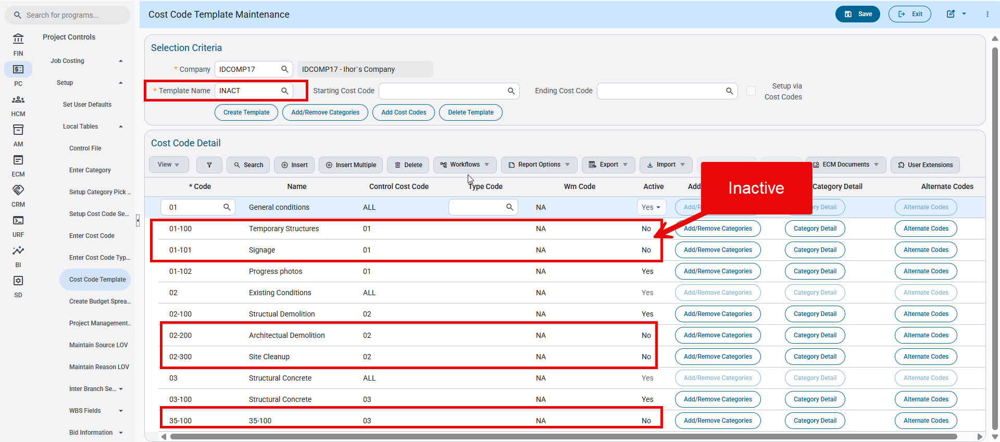 Search for programs...
Cost Code Template Maintenance
Save
Exit
FIN
PC
HCM
AM
ECM
CRM
URF
BI
SD
Project Controls
Job Costing
Setup
Set User Defaults
Local Tables
Control File
Enter Category
Setup Category Pick ..
Setup Cost Code Se...
Enter Cost Code
Enter Cost Code Typ...
Cost Code Template
Create Budget Sprea...
Project Management..
Maintain Source LOV
Maintain Reason LOV
Inter Branch Se...
WBS Fields
Bid Information
Selection Criteria
* Company IDCOMP17 IDCOMP17 - Ihor`s Company
* Template Name INACT Starting Cost Code Ending Cost Code Setup via
Cost Codes
Create Template Add/Remove Categories Add Cost Codes Delete Template
Cost Code Detail
View Search Insert Insert Multiple Delete Workflows Report Options Export Import ECM Documents User Extensions
* Code Name Control Cost Code Type Code Wm Code Active Add Category Detail Alternate Codes
Inactive
01 General conditions ALL NA Yes Add/R ry Detail Alternate Codes
01-100 Temporary Structures 01 NA No Add/Remove Categories Category Detail Alternate Codes
01-101 Signage 01 NA No Add/Remove Categories Category Detail Alternate Codes
01-102 Progress photos 01 NA Yes Add/Remove Categories Category Detail Alternate Codes
02 Existing Conditions ALL NA Yes Add/Remove Categories Category Detail Alternate Codes
02-100 Structual Demolition 02 NA Yes Add/Remove Categories Category Detail Alternate Codes
02-200 Architectual Demolition 02 NA No Add/Remove Categories Category Detail Alternate Codes
02-300 Site Cleanup 02 NA No Add/Remove Categories Category Detail Alternate Codes
03 Structural Concrete ALL NA Yes Add/Remove Categories Category Detail Alternate Codes
03-100 Structural Concrete 03 NA Yes Add/Remove Categories Category Detail Alternate Codes
35-100 35-100 03 NA No Add/Remove Categories Category Detail Alternate Codes